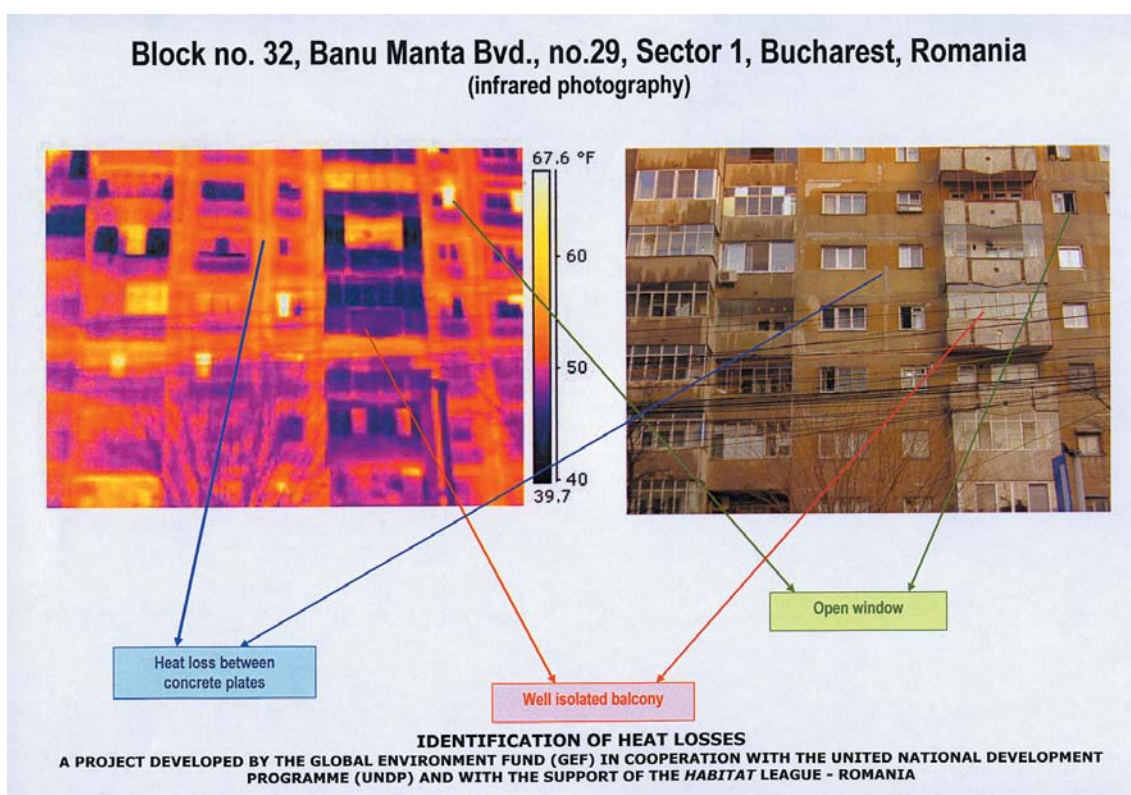 Block no. 32, Banu Manta Bvd., no.29, Sector 1, Bucharest, Romania
(infrared photography)
67.6 °F
60
50
40
39.7
Open window
Heat loss between
concrete plates
Well isolated balcony
IDENTIFICATION OF HEAT LOSSES
A PROJECT DEVELOPED BY THE GLOBAL ENVIRONMENT FUND (GEF) IN COOPERATION WITH THE UNITED NATIONAL DEVELOPMENT
PROGRAMME (UNDP) AND WITH THE SUPPORT OF THE HABITAT LEAGUE - ROMANIA